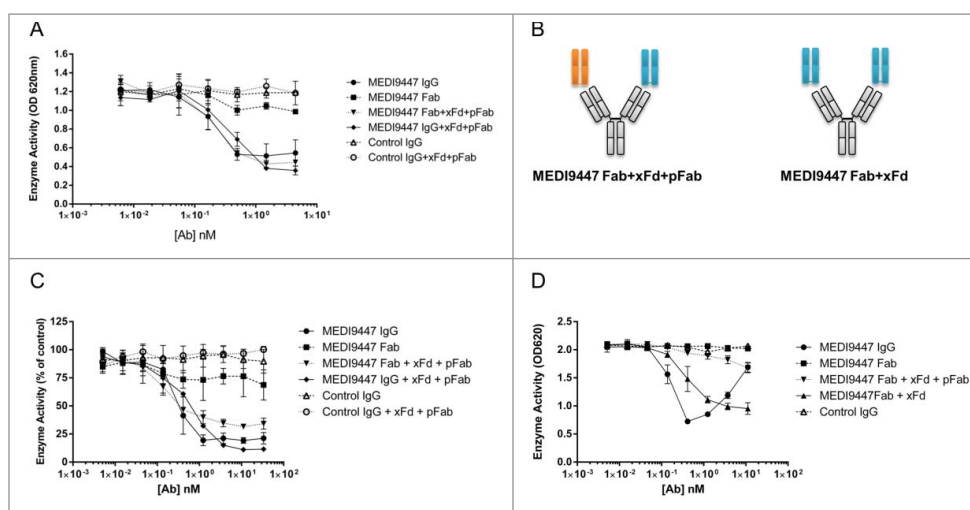 A
Enzyme Activity (OD 620nm)
1.6
1.4
1.2
1.0
0.8
0.6
0.4
0.2
0.0
1×10⁻³
1×10⁻²
1×10⁻¹
1×10⁰
1×10¹
[Ab] nM
MEDI9447 IgG
MEDI9447 Fab
MEDI9447 Fab+xFd+pFab
MEDI9447 IgG+xFd+pFab
Control IgG
Control IgG+xFd+pFab
B
MEDI9447 Fab+xFd+pFab
MEDI9447 Fab+xFd
C
Enzyme Activity (% of control)
125
100
75
50
25
0
1×10⁻³
1×10⁻²
1×10⁻¹
1×10⁰
1×10¹
1×10²
[Ab] nM
MEDI9447 IgG
MEDI9447 Fab
MEDI9447 Fab + xFd + pFab
MEDI9447 IgG + xFd + pFab
Control IgG
Control IgG + xFd + pFab
D
Enzyme Activity (OD620)
2.5
2.0
1.5
1.0
0.5
0.0
1×10⁻³
1×10⁻²
1×10⁻¹
1×10⁰
1×10¹
1×10²
[Ab] nM
MEDI9447 IgG
MEDI9447 Fab
MEDI9447 Fab + xFd + pFab
MEDI9447Fab + xFd
Control IgG